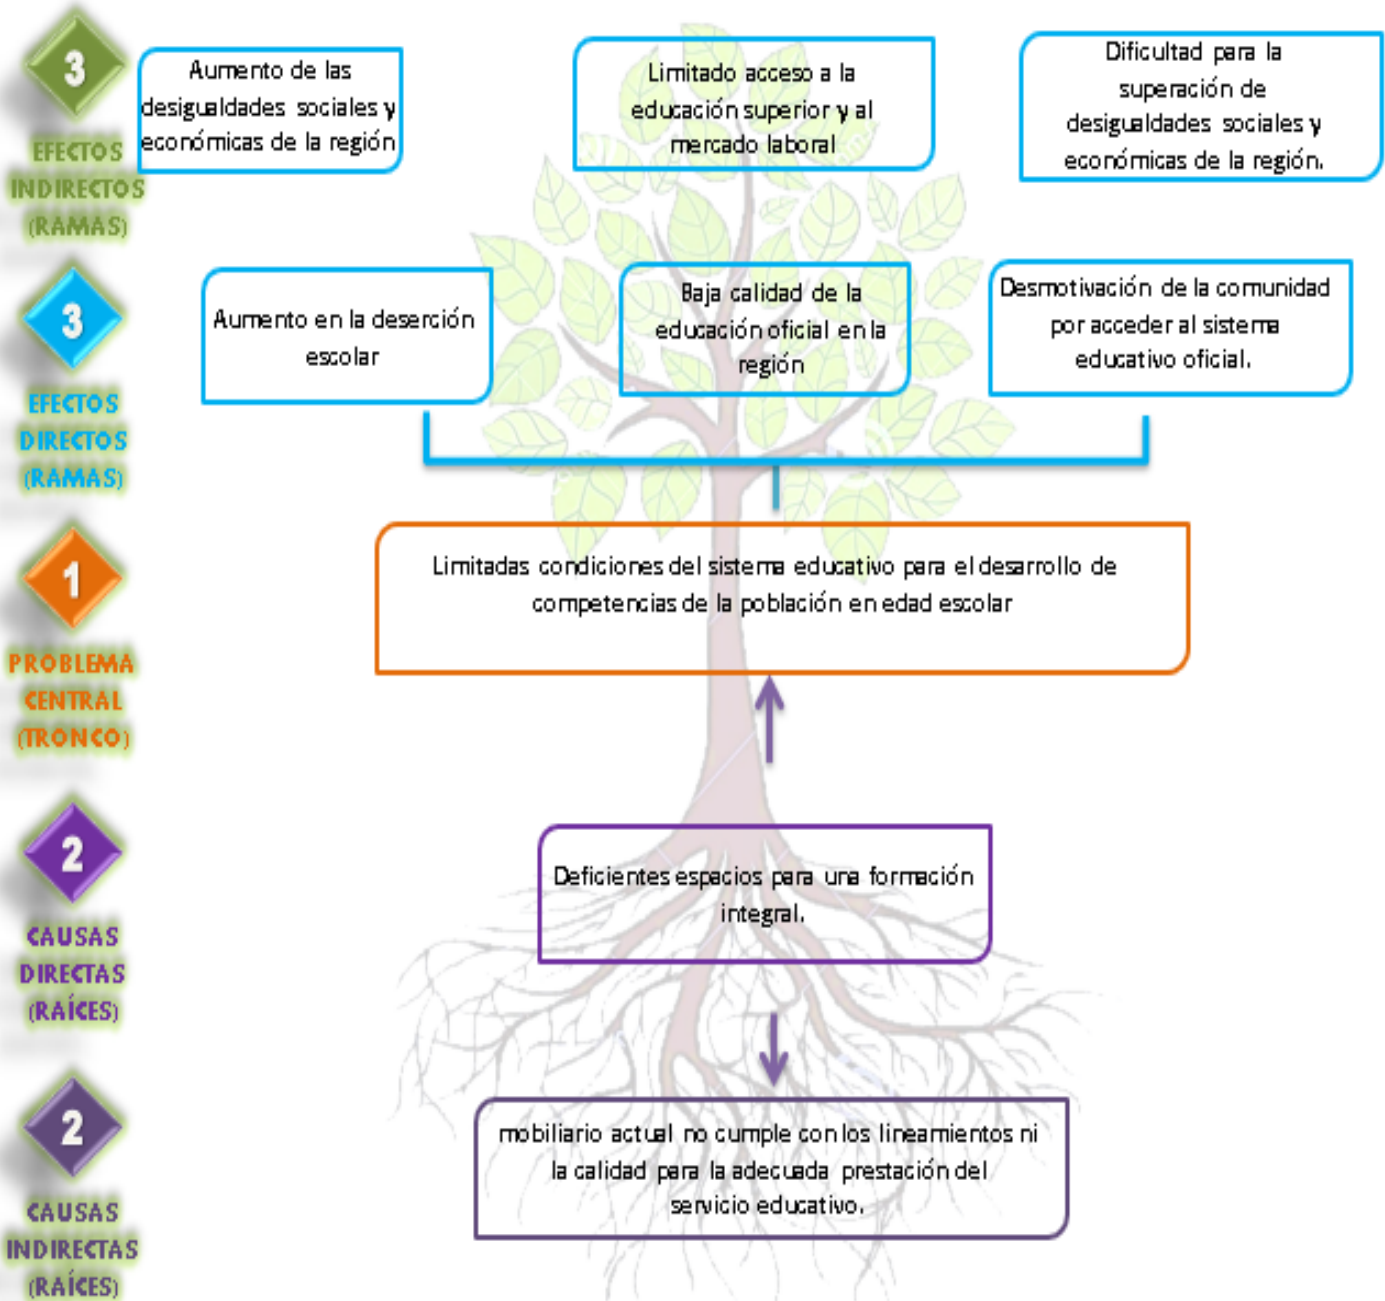 3
EFECTOS
INDIRECTOS
(RAMAS)
Aumento de las
desigualdades sociales y
económicas de la región
Limitado acceso a la
educación superior y al
mercado laboral
Dificultad para la
superación de
desigualdades sociales y
económicas de la región.
3
EFECTOS
DIRECTOS
(RAMAS)
Aumento en la deserción
escolar
Baja calidad de la
educación oficial en la
región
Desmotivación de la comunidad
por acceder al sistema
educativo oficial.
1
PROBLEMA
CENTRAL
(TRONCO)
Limitadas condiciones del sistema educativo para el desarrollo de
competencias de la población en edad escolar
2
CAUSAS
DIRECTAS
(RAÍCES)
Deficientes espacios para una formación
integral.
2
CAUSAS
INDIRECTAS
(RAÍCES)
mobiliario actual no cumple con los lineamientos ni
la calidad para la adecuada prestación del
servicio educativo.